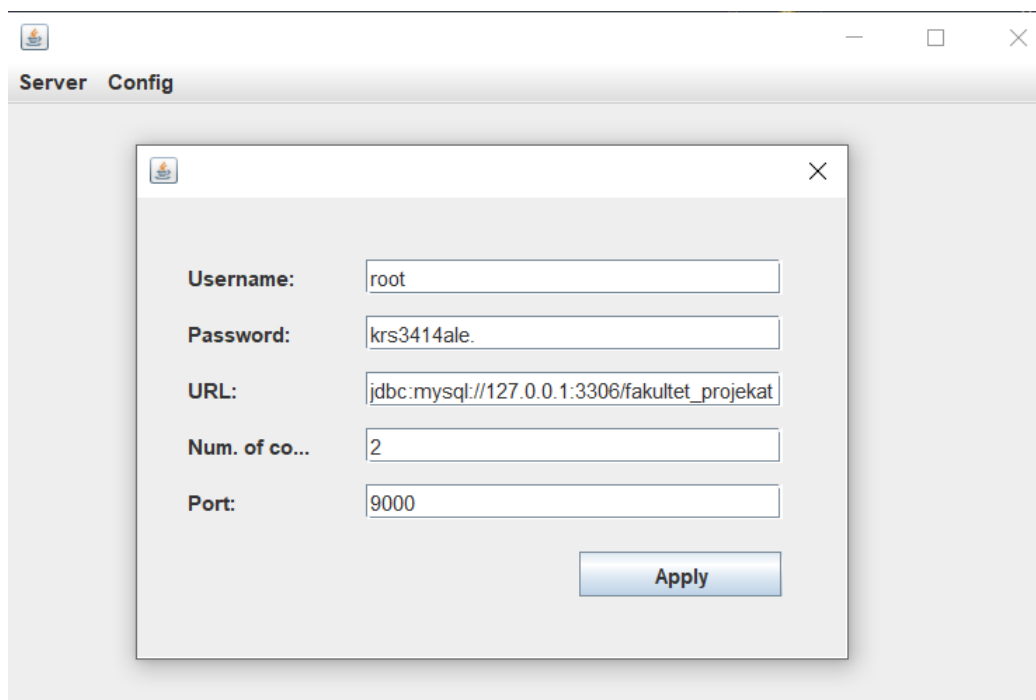 Server Config
Username: root
Password: krs3414ale.
URL: jdbc:mysql://127.0.0.1:3306/fakultet_projekat
Num. of co... 2
Port: 9000
Apply